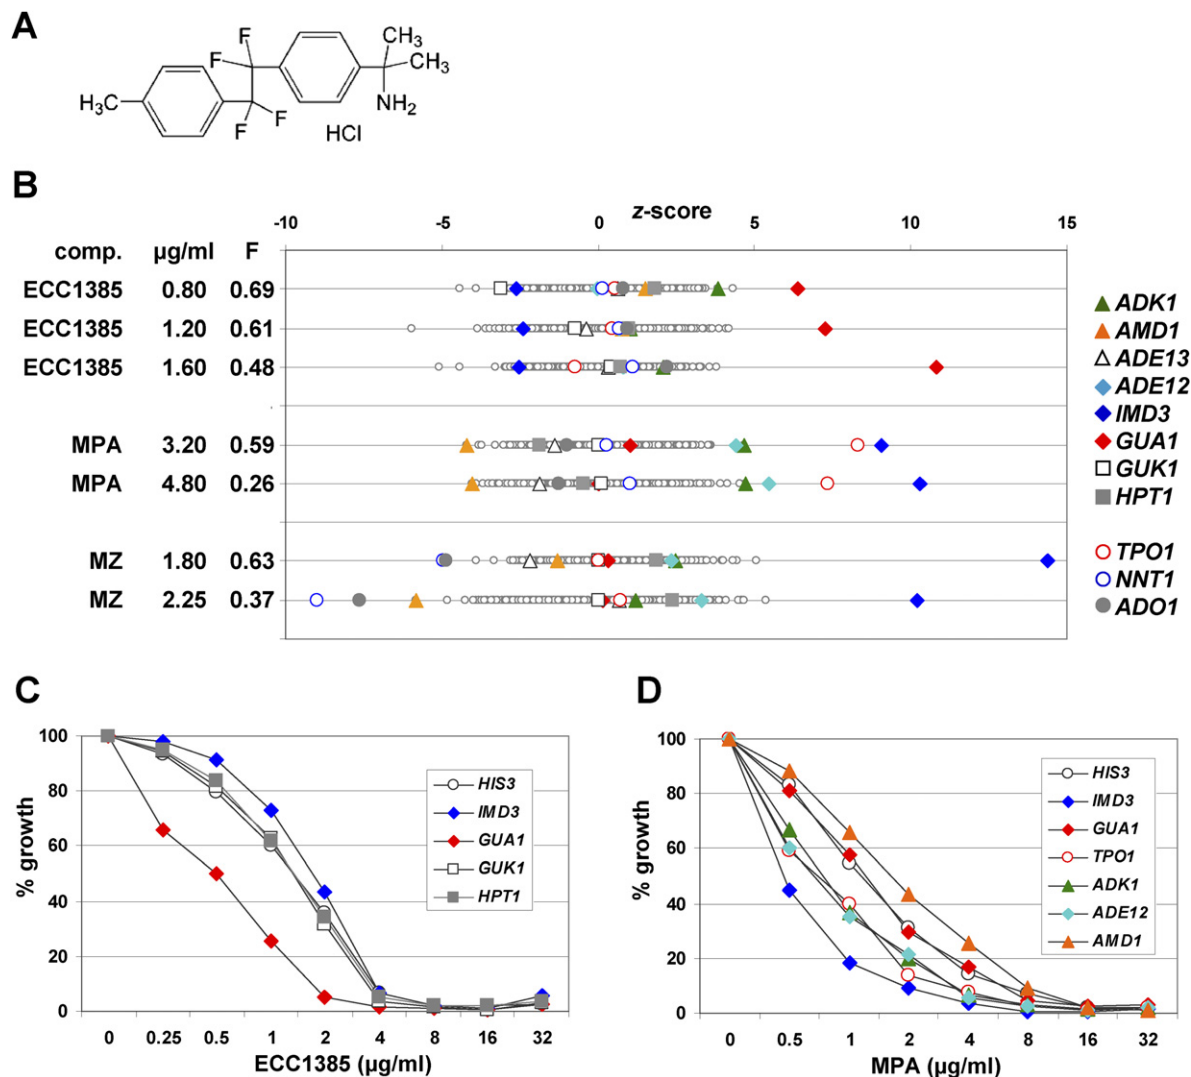 A
F
CH₃
F
CH₃
H₃C
NH₂
F
F
HCl
B
-10 0 z-score 5 10 15
comp. µg/ml F
ECC1385 0.80 0.69
ECC1385 1.20 0.61
ECC1385 1.60 0.48
MPA 3.20 0.59
MPA 4.80 0.26
MZ 1.80 0.63
MZ 2.25 0.37
ADK1
AMD1
ADE13
ADE12
IMD3
GUA1
GUK1
HPT1
TPO1
NNT1
ADO1
C
% growth
100
80
60
40
20
0
0 0.25 0.5 1 2 4 8 16 32
ECC1385 (µg/ml)
HIS3
IMD3
GUA1
GUK1
HPT1
D
% growth
100
80
60
40
20
0
0 0.5 1 2 4 8 16 32
MPA (µg/ml)
HIS3
IMD3
GUA1
TPO1
ADK1
ADE12
AMD1